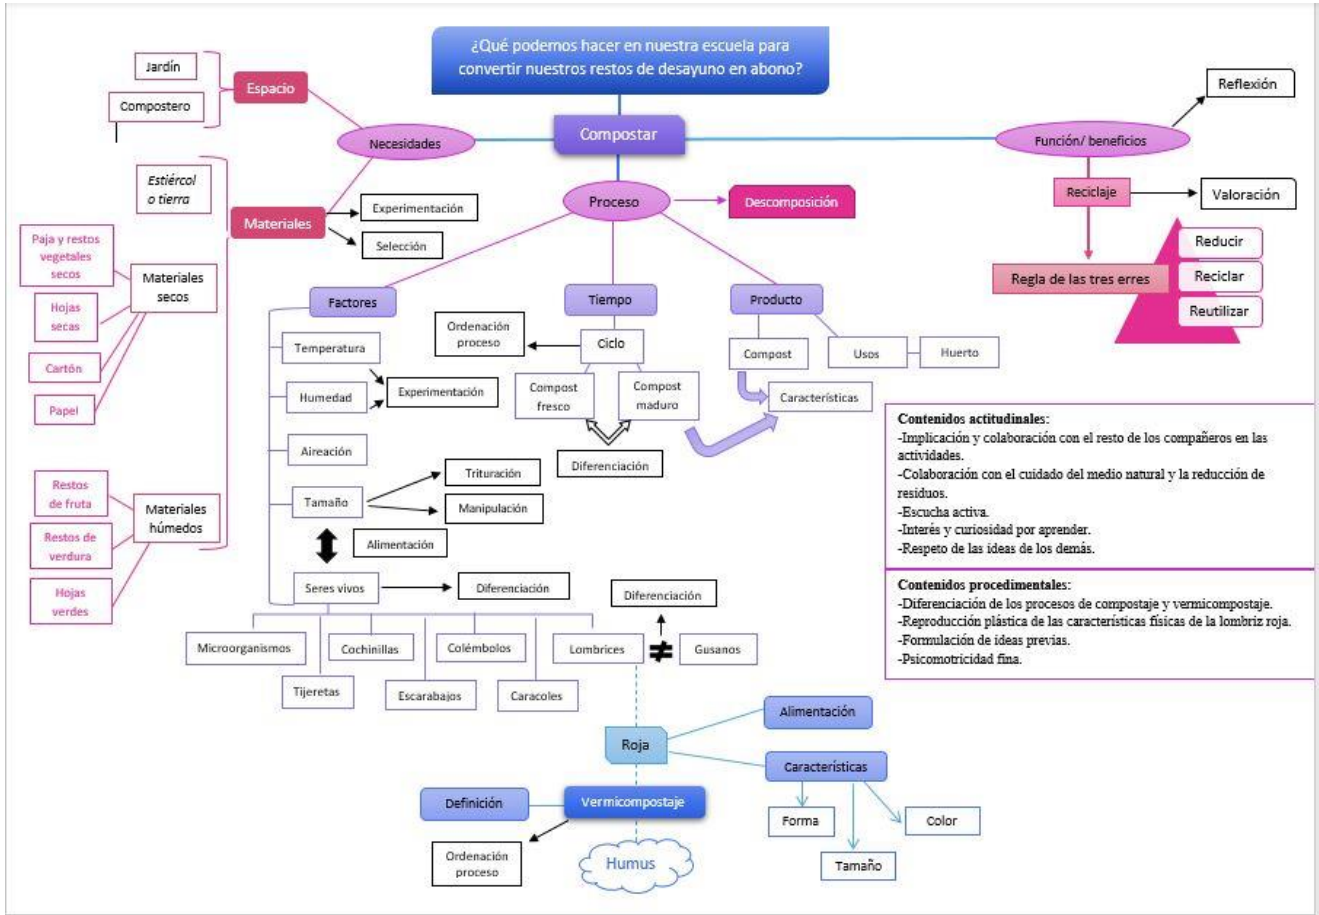 ¿Qué podemos hacer en nuestra escuela para
convertir nuestros restos de desayuno en abono?
Compostar
Necesidades
Espacio
Jardín
Compostero
Materiales
Experimentación
Selección
Estiércol
o tierra
Materiales
secos
Paja y restos
vegetales
secos
Hojas
secas
Cartón
Papel
Materiales
húmedos
Restos
de fruta
Restos de
verdura
Hojas
verdes
Proceso
Descomposición
Factores
Temperatura
Humedad
Experimentación
Aireación
Tamaño
Trituración
Manipulación
Alimentación
Seres vivos
Diferenciación
Microorganismos
Tijeretas
Cochinillas
Escarabajos
Colémbolos
Caracoles
Lombrices
≠
Gusanos
Diferenciación
Tiempo
Ciclo
Ordenación
proceso
Compost
fresco
Compost
maduro
Diferenciación
Producto
Compost
Características
Usos
Huerto
Función/ beneficios
Reflexión
Reciclaje
Valoración
Regla de las tres erres
Reducir
Reciclar
Reutilizar
Contenidos actitudinales:
-Implicación y colaboración con el resto de los compañeros en las
actividades.
-Colaboración con el cuidado del medio natural y la reducción de
residuos.
-Escucha activa.
-Interés y curiosidad por aprender.
-Respeto de las ideas de los demás.
Contenidos procedimentales:
-Diferenciación de los procesos de compostaje y vermicompostaje.
-Reproducción plástica de las características físicas de la lombriz roja.
-Formulación de ideas previas.
-Psicomotricidad fina.
Roja
Alimentación
Características
Forma
Tamaño
Color
Vermicompostaje
Definición
Ordenación
proceso
Humus